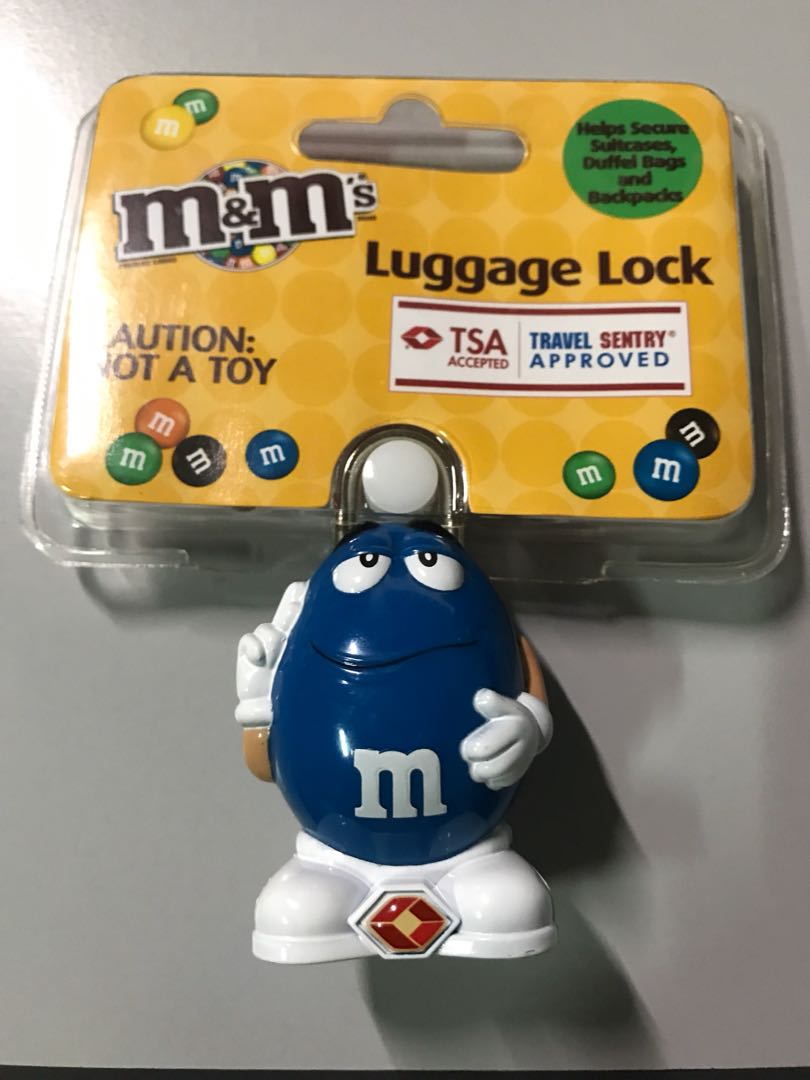 m
m
m&m's
Helps Secure
Suitcases,
Duffel Bags
and
Backpacks
Luggage Lock
AUTION:
OT A TOY
TSA
ACCEPTED
TRAVEL SENTRY®
APPROVED
m
m
m
m
m
m
m
m